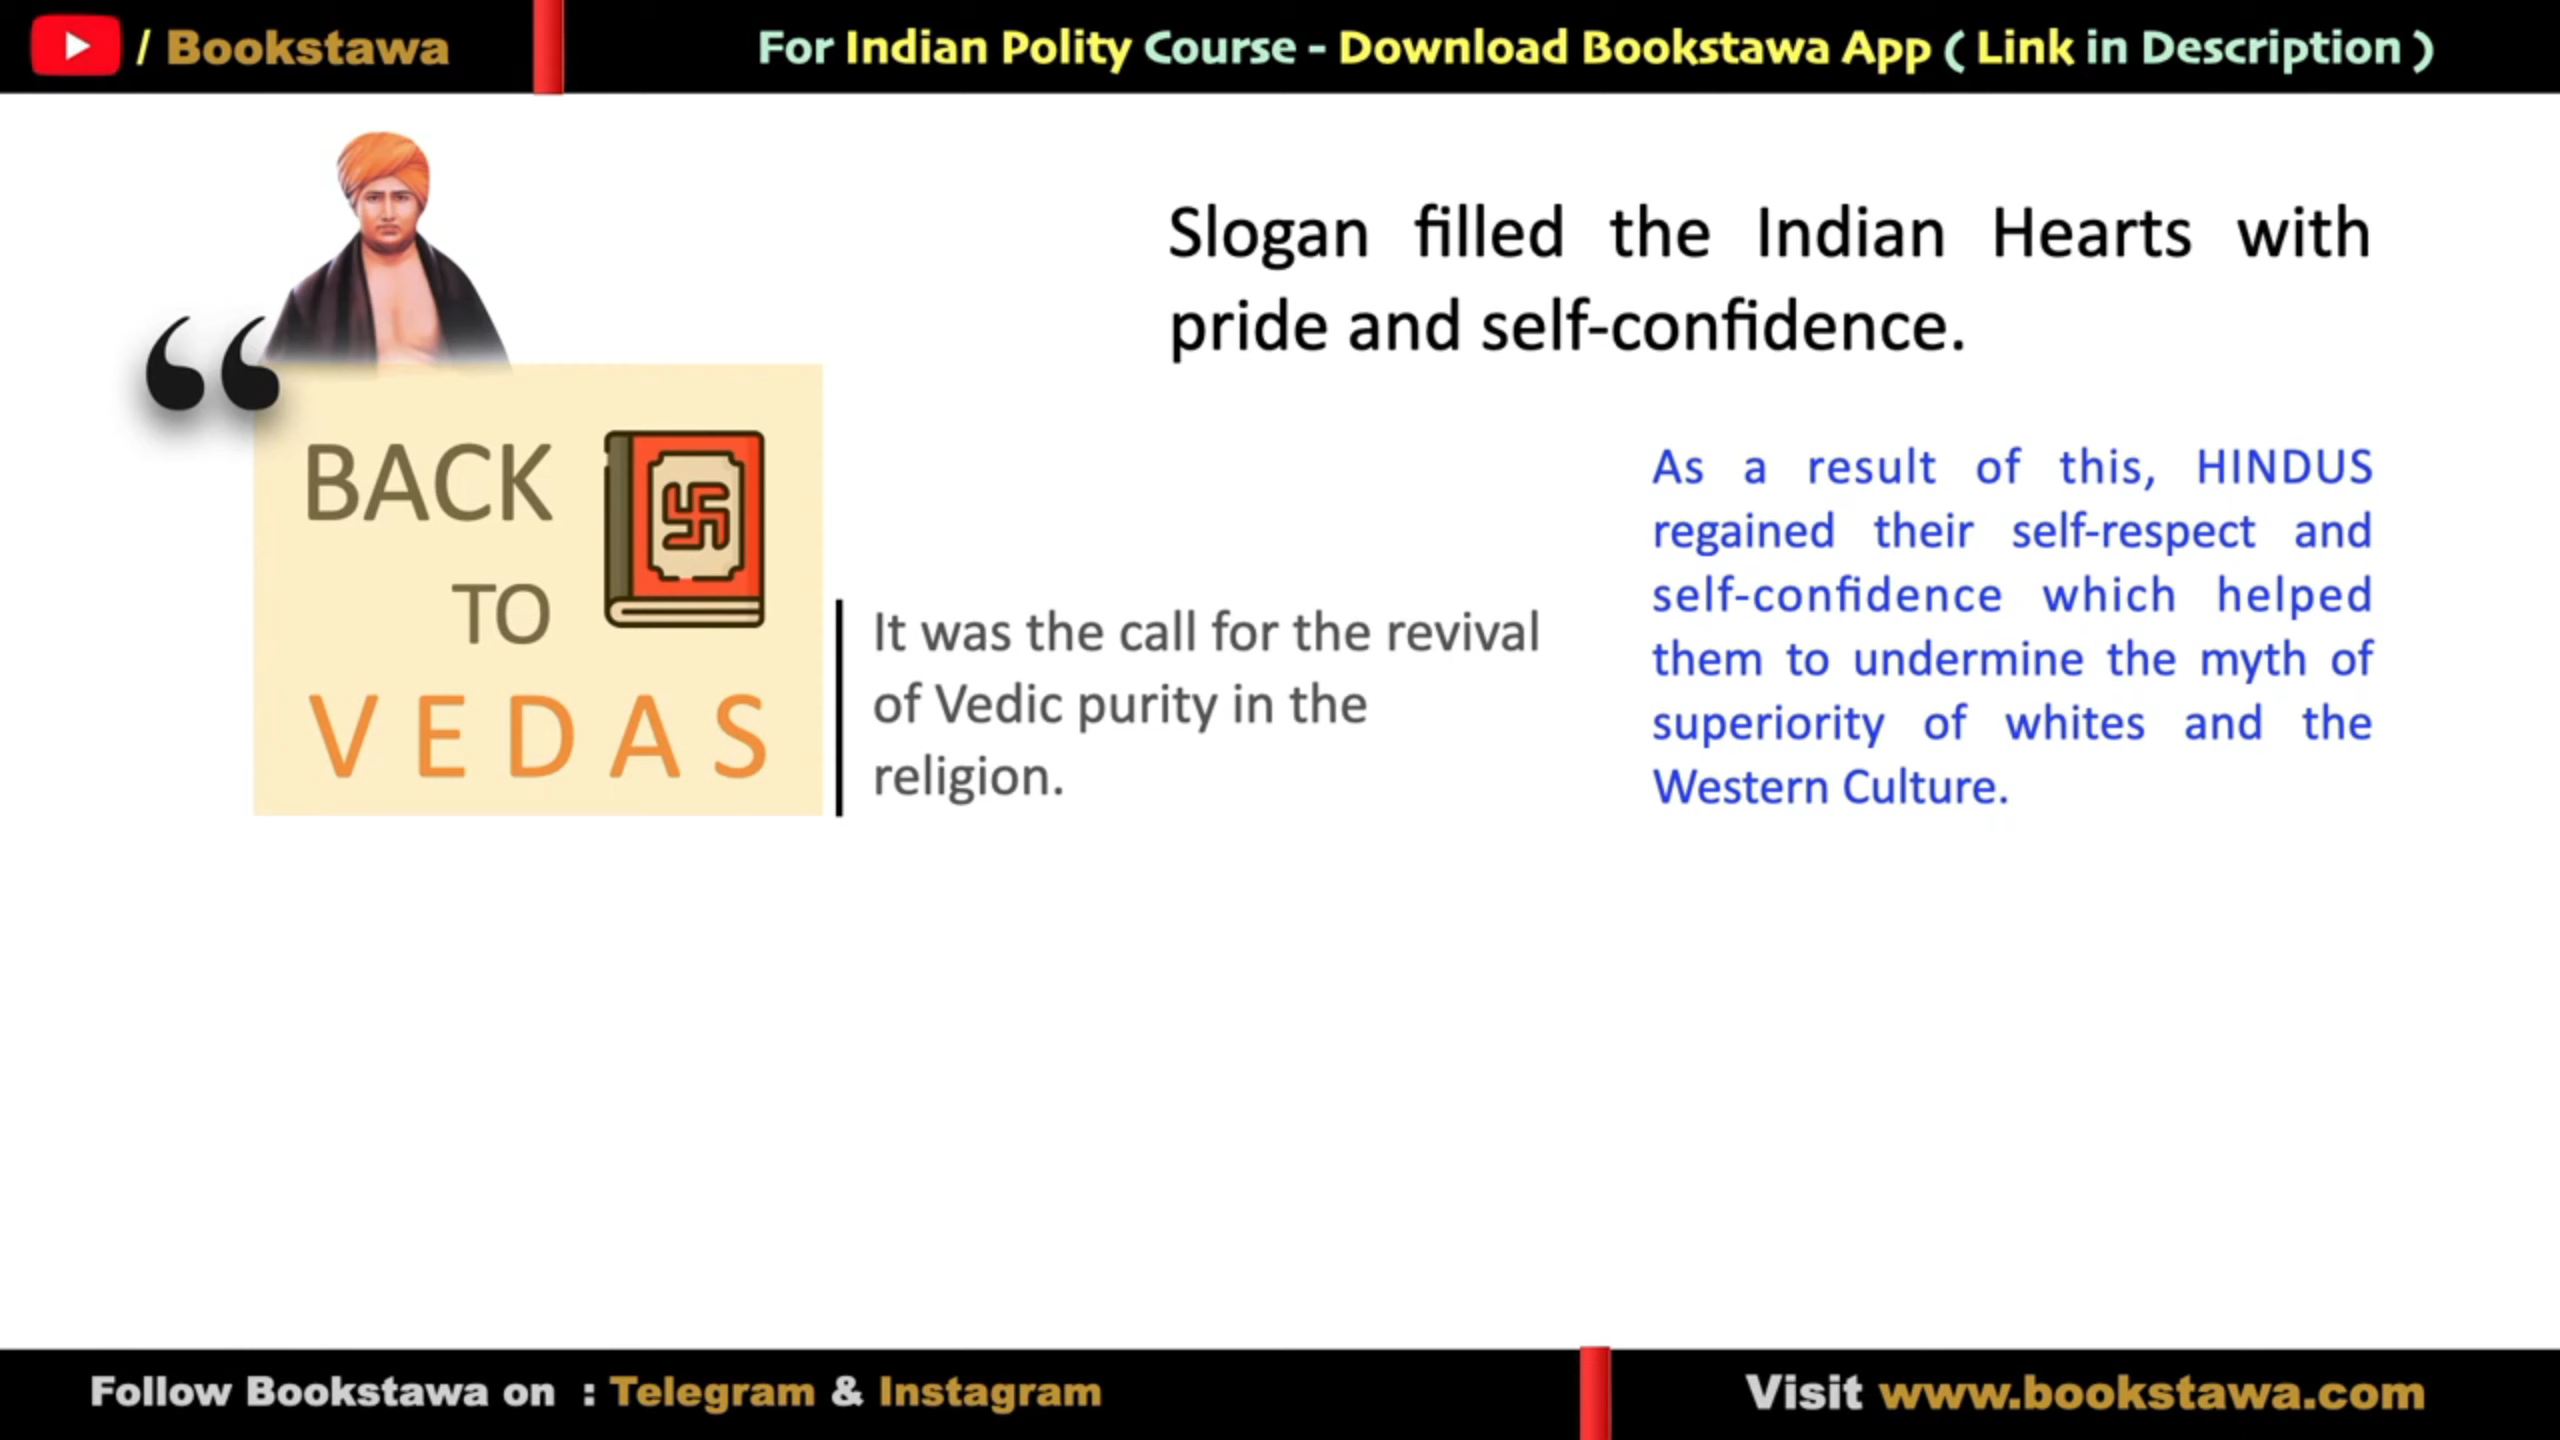 / Bookstawa
For Indian Polity Course - Download Bookstawa App ( Link in Description )
Slogan filled the Indian Hearts with
pride and self-confidence.
“
BACK
TO
VEDAS
It was the call for the revival
of Vedic purity in the
religion.
As a result of this, HINDUS
regained their self-respect and
self-confidence which helped
them to undermine the myth of
superiority of whites and the
Western Culture.
Follow Bookstawa on : Telegram & Instagram
Visit www.bookstawa.com